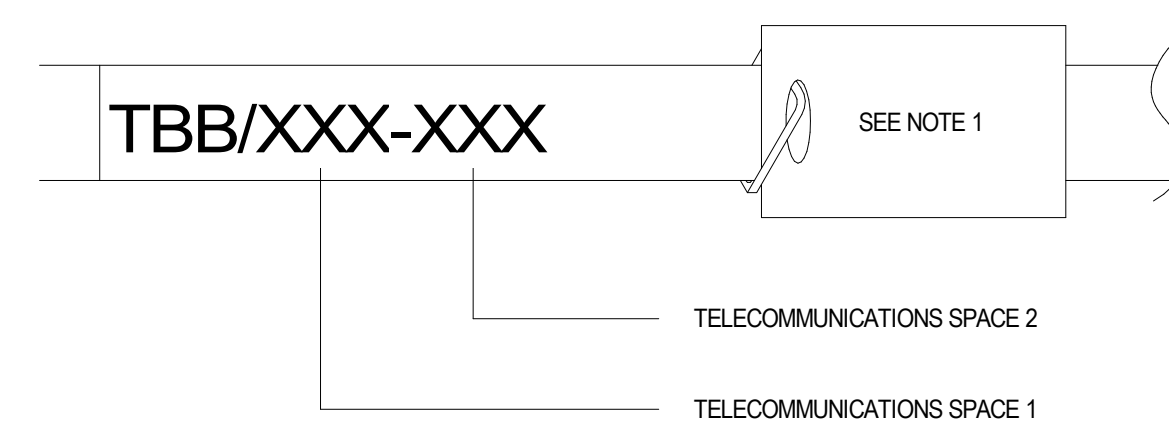 TBB/XXX-XXX
SEE NOTE 1
TELECOMMUNICATIONS SPACE 2
TELECOMMUNICATIONS SPACE 1